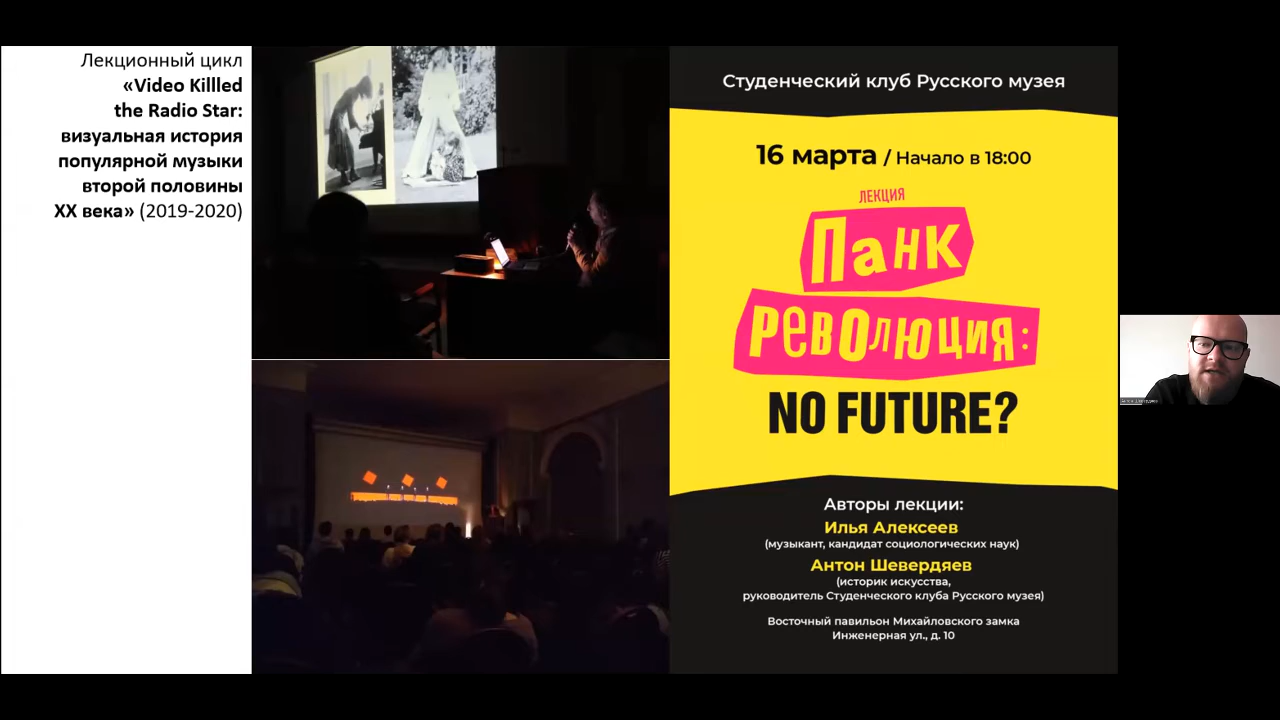 Лекционный цикл
«Video Killled
the Radio Star:
визуальная история
популярной музыки
второй половины
XX века» (2019-2020)
Студенческий клуб Русского музея
16 марта / Начало в 18:00
ЛЕКЦИЯ
Панк
революция:
NO FUTURE?
Авторы лекции:
Илья Алексеев
(музыкант, кандидат социологических наук)
Антон Шевердяев
(историк искусства,
руководитель Студенческого клуба Русского музея)
Восточный павильон Михайловского замка
Инженерная ул., д. 10